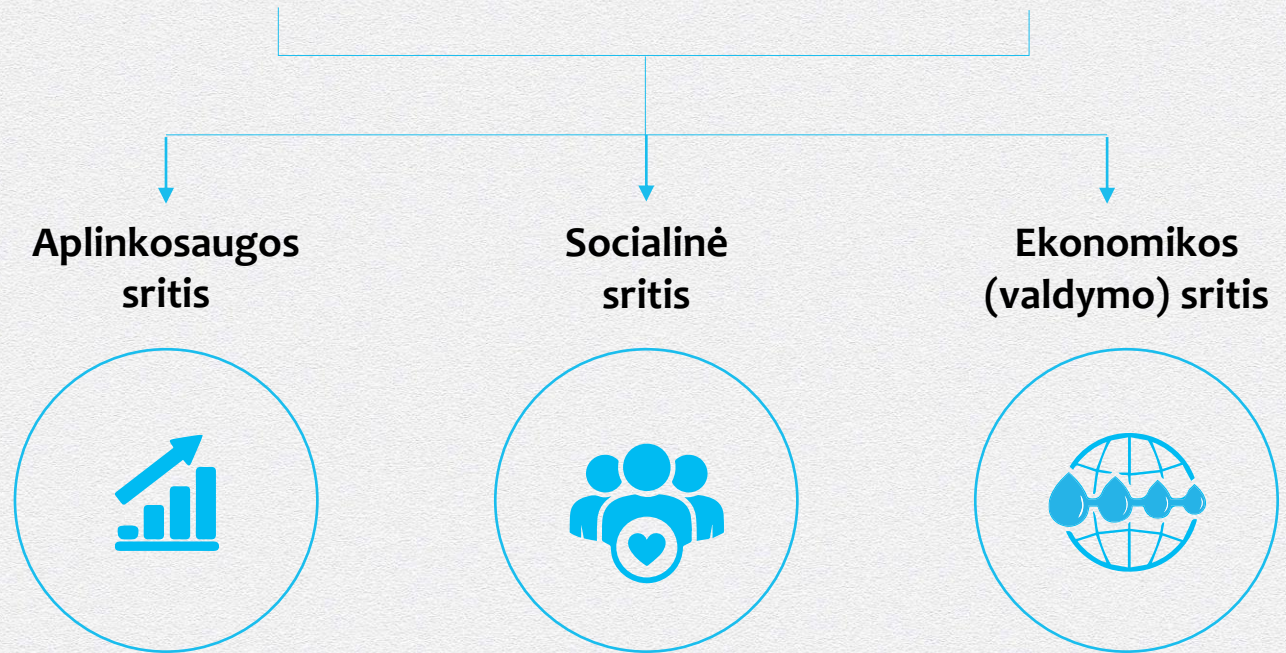 Aplinkosaugos
sritis
Socialinė
sritis
Ekonomikos
(valdymo) sritis